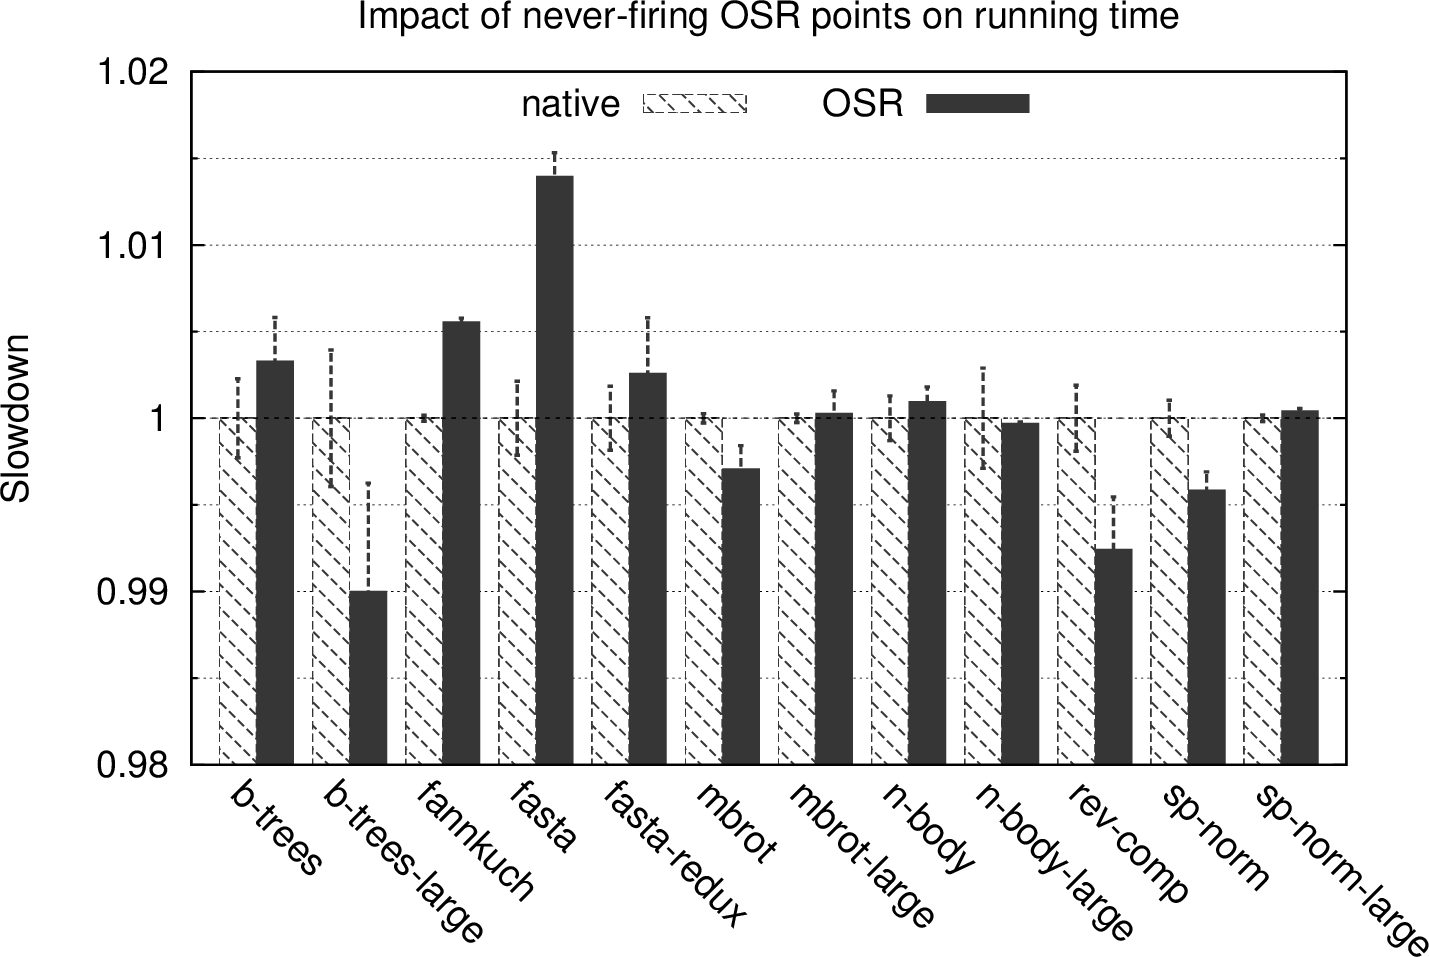 Impact of never-firing OSR points on running time
native
OSR
Slowdown
1.02
1.01
1
0.99
0.98
b-trees
b-trees-large
fannkuch
fasta
fasta-redux
mbrot
mbrot-large
n-body
n-body-large
rev-comp
sp-norm
sp-norm-large